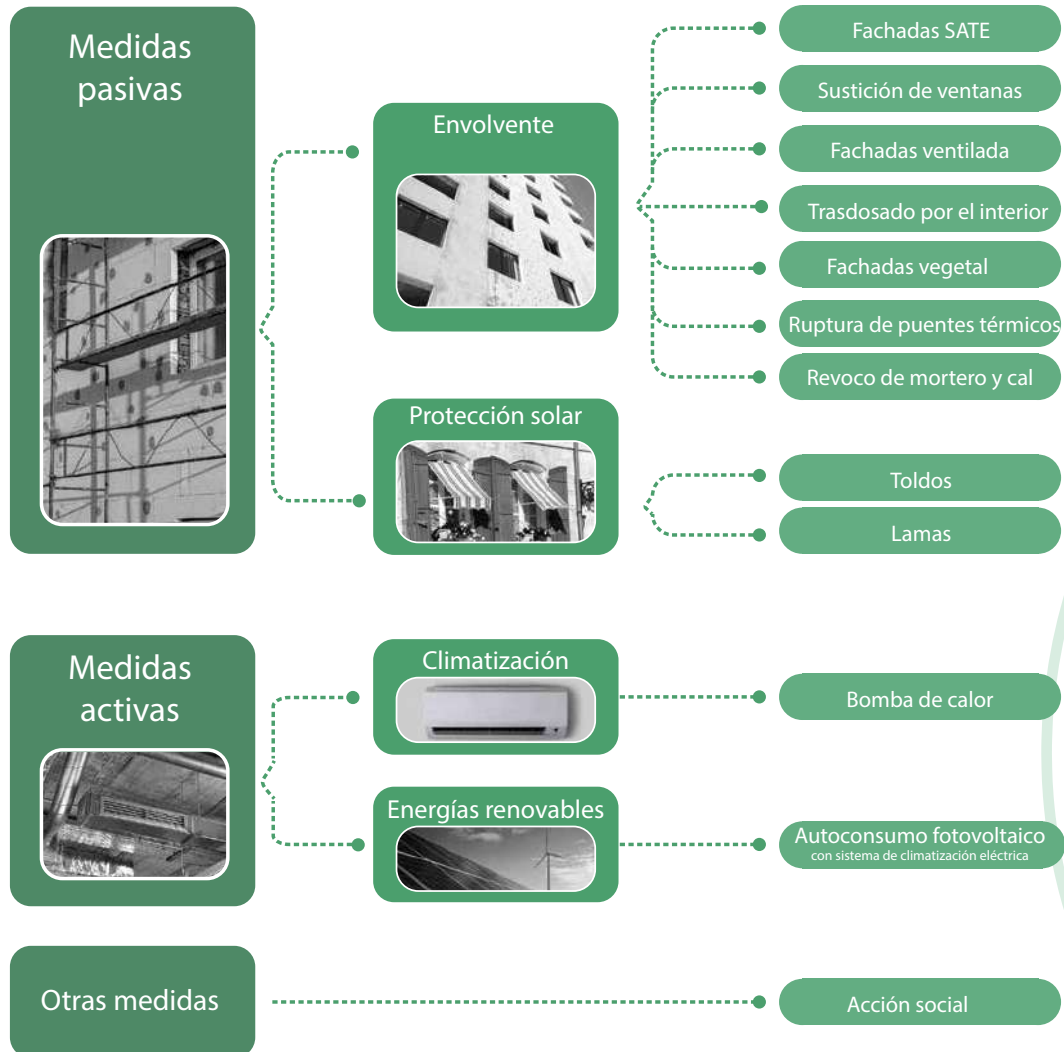 Medidas
pasivas
Envolvente
Fachadas SATE
Sustición de ventanas
Fachadas ventilada
Trasdosado por el interior
Fachadas vegetal
Ruptura de puentes térmicos
Revoco de mortero y cal
Protección solar
Toldos
Lamas
Medidas
activas
Climatización
Bomba de calor
Energías renovables
Autoconsumo fotovoltaico
con sistema de climatización eléctrica
Otras medidas
Acción social